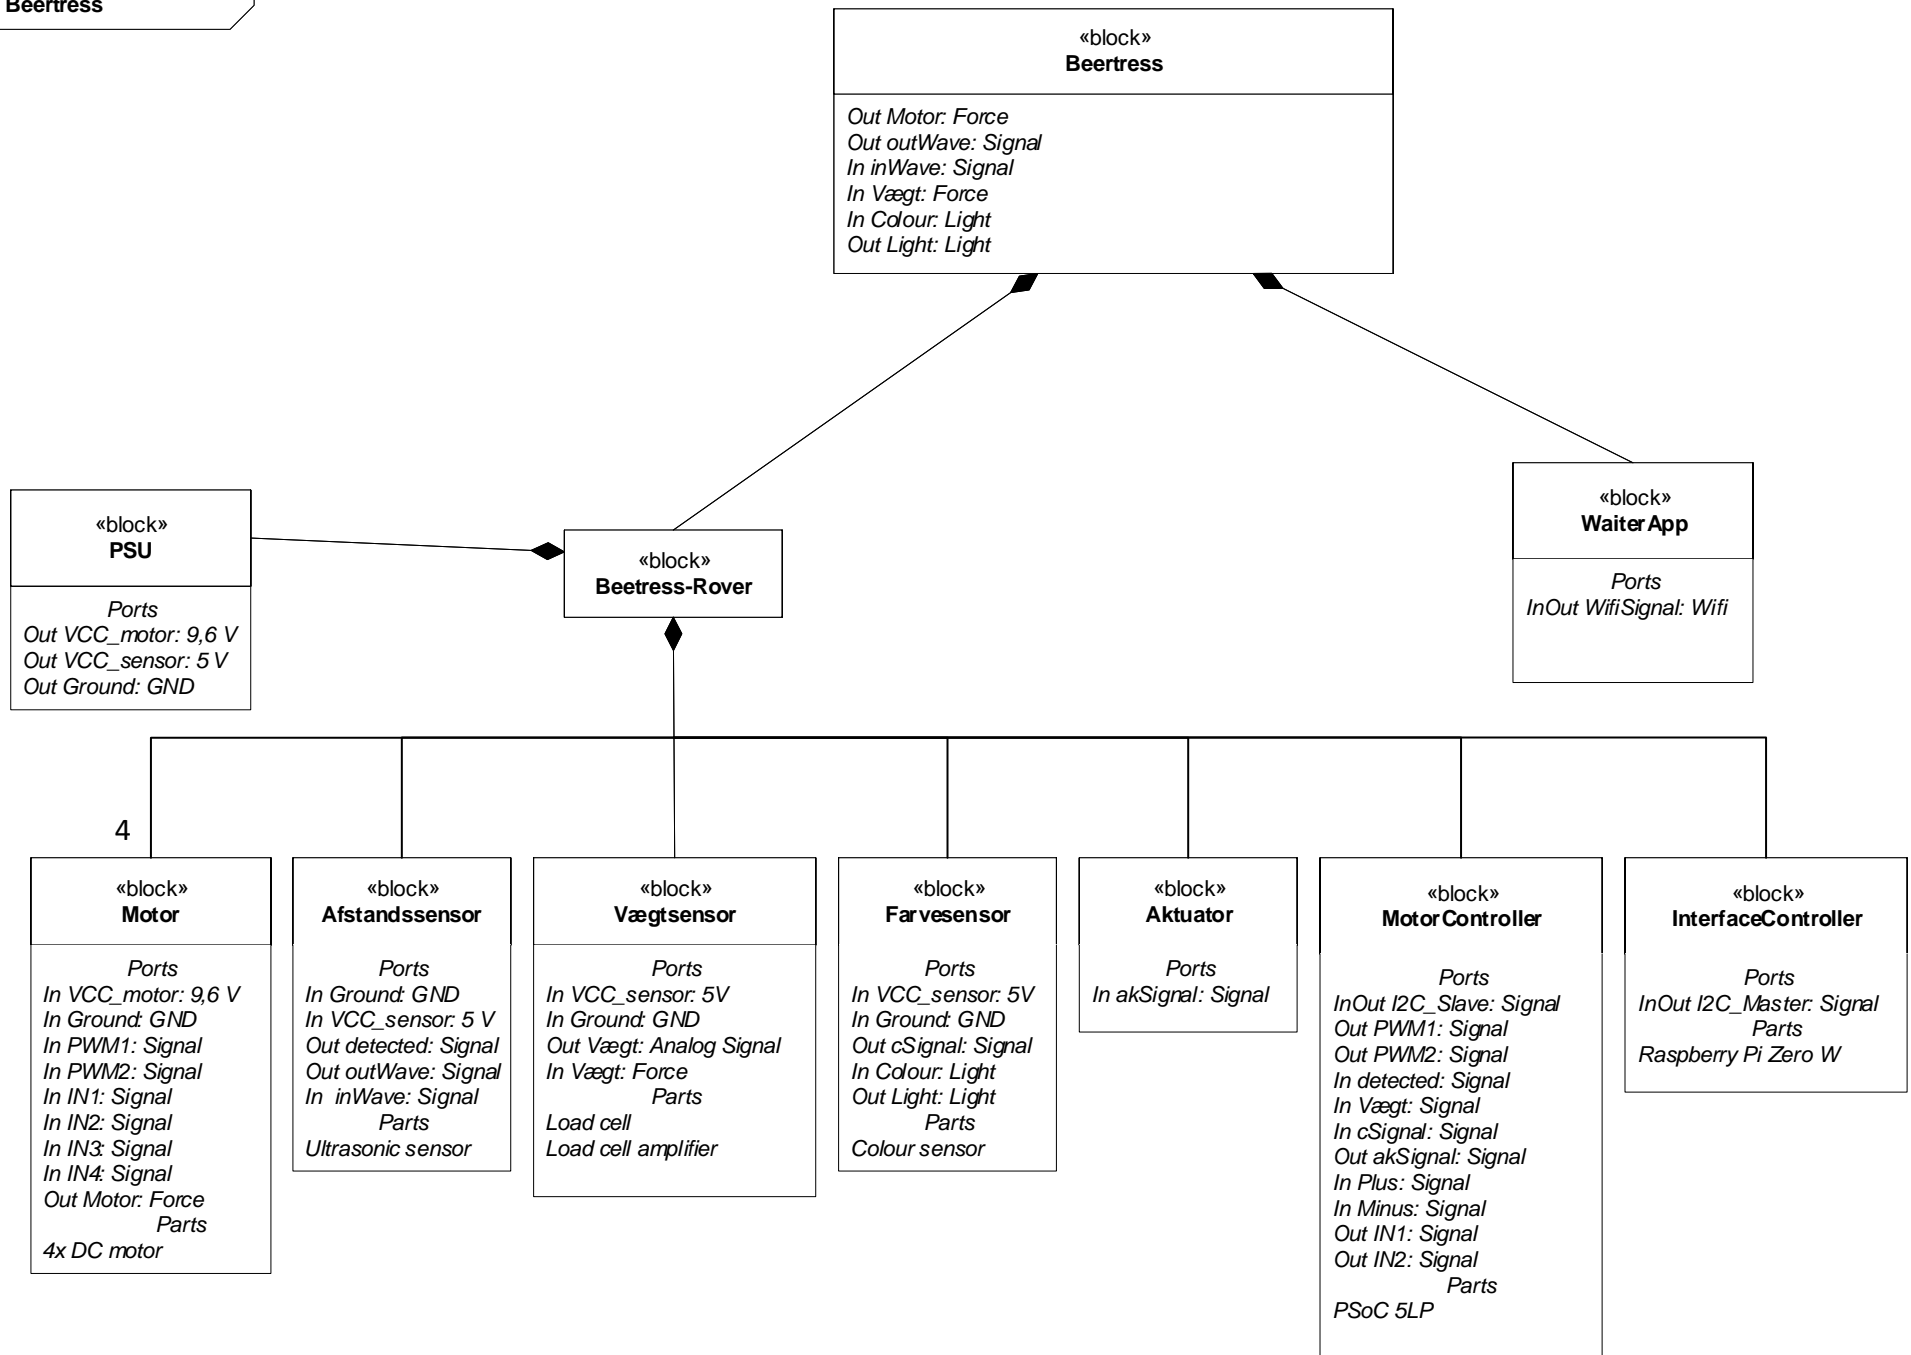 Beertress
«block»
Beertress
Out Motor: Force
Out outWave: Signal
In inWave: Signal
In Vægt: Force
In Colour: Light
Out Light: Light
«block»
PSU
Ports
Out VCC_motor: 9,6 V
Out VCC_sensor: 5 V
Out Ground: GND
«block»
Beetress-Rover
«block»
WaiterApp
Ports
InOut WifiSignal: Wifi
4
«block»
Motor
Ports
In VCC_motor: 9,6 V
In Ground: GND
In PWM1: Signal
In PWM2: Signal
In IN1: Signal
In IN2: Signal
In IN3: Signal
In IN4: Signal
Out Motor: Force
Parts
4x DC motor
«block»
Afstandssensor
Ports
In Ground: GND
In VCC_sensor: 5 V
Out detected: Signal
Out outWave: Signal
In inWave: Signal
Parts
Ultrasonic sensor
«block»
Vægtsensor
Ports
In VCC_sensor: 5V
In Ground: GND
Out Vægt: Analog Signal
In Vægt: Force
Parts
Load cell
Load cell amplifier
«block»
Farvesensor
Ports
In VCC_sensor: 5V
In Ground: GND
Out cSignal: Signal
In Colour: Light
Out Light: Light
Parts
Colour sensor
«block»
Aktuator
Ports
In akSignal: Signal
«block»
MotorController
Ports
InOut I2C_Slave: Signal
Out PWM1: Signal
Out PWM2: Signal
In detected: Signal
In Vægt: Signal
In cSignal: Signal
Out akSignal: Signal
In Plus: Signal
In Minus: Signal
Out IN1: Signal
Out IN2: Signal
Parts
PSoC 5LP
«block»
InterfaceController
Ports
InOut I2C_Master: Signal
Parts
Raspberry Pi Zero W